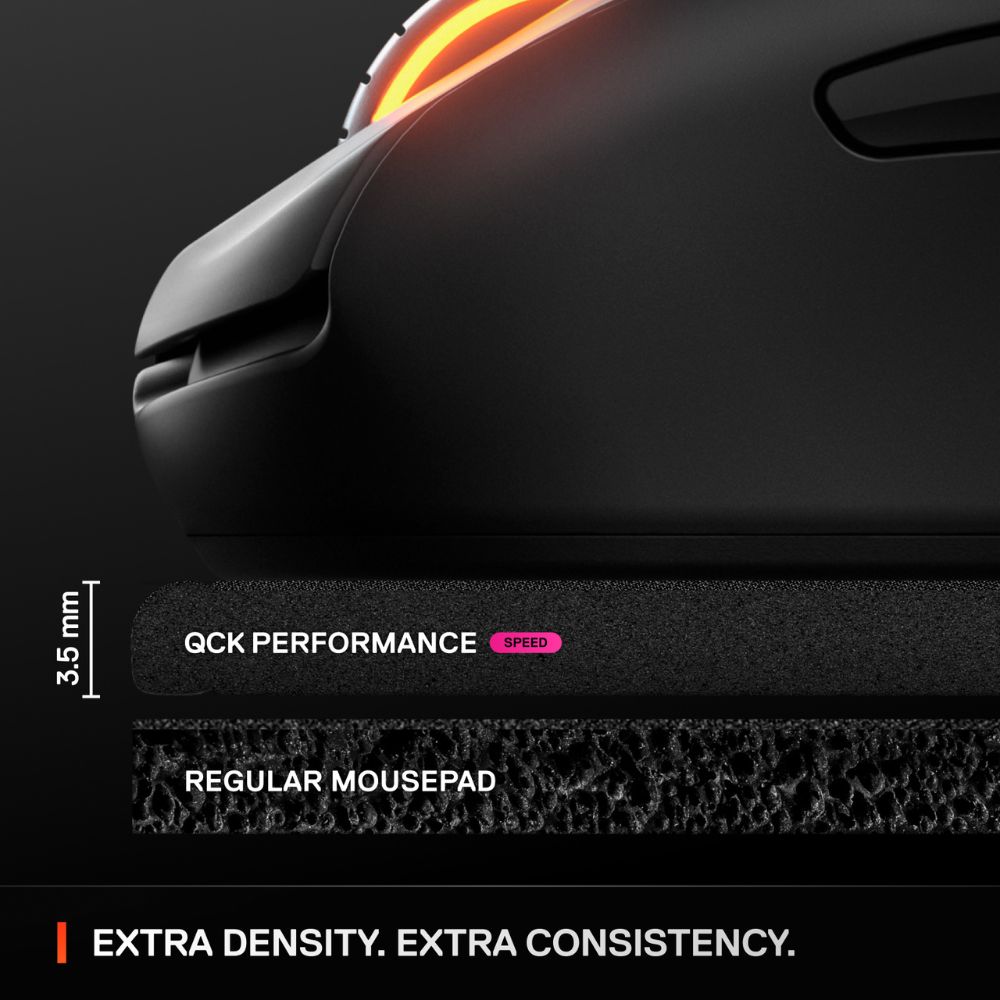 3.5 mm
QCK PERFORMANCE SPEED
REGULAR MOUSEPAD
EXTRA DENSITY. EXTRA CONSISTENCY.